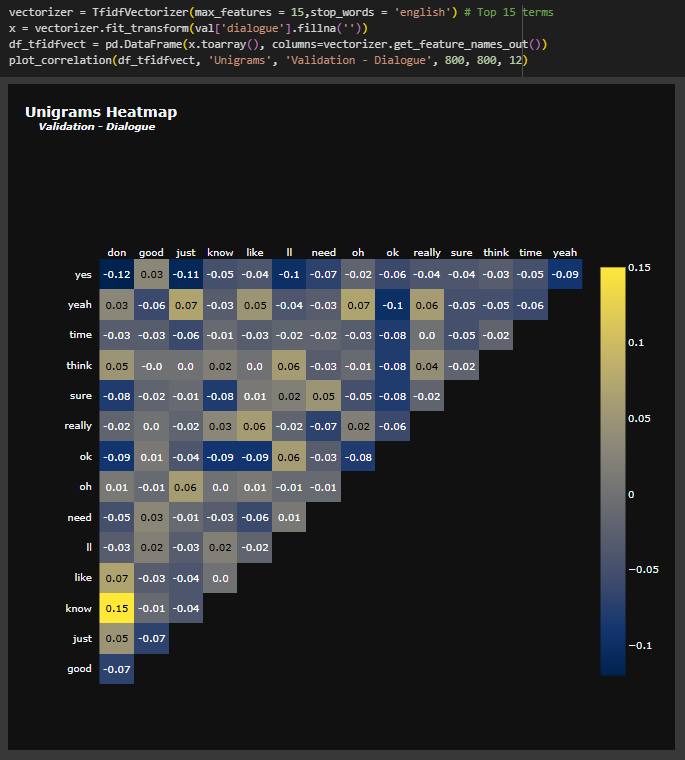 vectorizer = TfidfVectorizer(max_features = 15,stop_words = 'english') # Top 15 terms
x = vectorizer.fit_transform(val['dialogue'].fillna(''))
df_tfidfvect = pd.DataFrame(x.toarray(), columns=vectorizer.get_feature_names_out())
plot_correlation(df_tfidfvect, 'Unigrams', 'Validation - Dialogue', 800, 800, 12)
Unigrams Heatmap
Validation - Dialogue
don good just know like ll need oh ok really sure think time yeah
yes -0.12 0.03 -0.11 -0.05 -0.04 -0.1 -0.07 -0.02 -0.06 -0.04 -0.04 -0.03 -0.05 -0.09 0.15
yeah 0.03 -0.06 0.07 -0.03 0.05 -0.04 -0.03 0.07 -0.1 0.06 -0.05 -0.05 -0.06
time -0.03 -0.03 -0.06 -0.01 -0.03 -0.02 -0.02 -0.03 -0.08 0.0 -0.05 -0.02 0.1
think 0.05 -0.0 0.0 0.02 0.0 0.06 -0.03 -0.01 -0.08 0.04 -0.02
sure -0.08 -0.02 -0.01 -0.08 0.01 0.02 0.05 -0.05 -0.08 -0.02
really -0.02 0.0 -0.02 0.03 0.06 -0.02 -0.07 0.02 -0.06 0.05
ok -0.09 0.01 -0.04 -0.09 -0.09 0.06 -0.03 -0.08
oh 0.01 -0.01 0.06 0.0 0.01 -0.01 -0.01 0
need -0.05 0.03 -0.01 -0.03 -0.06 0.01
ll -0.03 0.02 -0.03 0.02 -0.02
like 0.07 -0.03 -0.04 0.0 −0.05
know 0.15 -0.01 -0.04
just 0.05 -0.07 −0.1
good -0.07